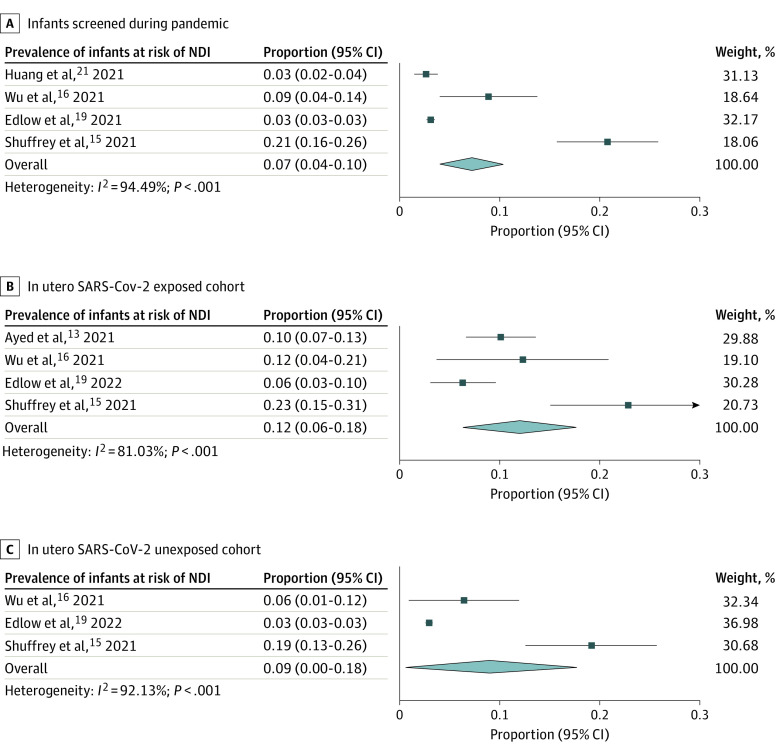 A Infants screened during pandemic
Prevalence of infants at risk of NDI Proportion (95% CI) Weight, %
Huang et al,21 2021 0.03 (0.02-0.04) 31.13
Wu et al,16 2021 0.09 (0.04-0.14) 18.64
Edlow et al,19 2021 0.03 (0.03-0.03) 32.17
Shuffrey et al,15 2021 0.21 (0.16-0.26) 18.06
Overall 0.07 (0.04-0.10) 100.00
Heterogeneity: I2 = 94.49%; P < .001
0 0.1 0.2 0.3
Proportion (95% CI)
B In utero SARS-Cov-2 exposed cohort
Prevalence of infants at risk of NDI Proportion (95% CI) Weight, %
Ayed et al,13 2021 0.10 (0.07-0.13) 29.88
Wu et al,16 2021 0.12 (0.04-0.21) 19.10
Edlow et al,19 2022 0.06 (0.03-0.10) 30.28
Shuffrey et al,15 2021 0.23 (0.15-0.31) 20.73
Overall 0.12 (0.06-0.18) 100.00
Heterogeneity: I2 = 81.03%; P < .001
0 0.1 0.2 0.3
Proportion (95% CI)
C In utero SARS-CoV-2 unexposed cohort
Prevalence of infants at risk of NDI Proportion (95% CI) Weight, %
Wu et al,16 2021 0.06 (0.01-0.12) 32.34
Edlow et al,19 2022 0.03 (0.03-0.03) 36.98
Shuffrey et al,15 2021 0.19 (0.13-0.26) 30.68
Overall 0.09 (0.00-0.18) 100.00
Heterogeneity: I2 = 92.13%; P < .001
0 0.1 0.2 0.3
Proportion (95% CI)